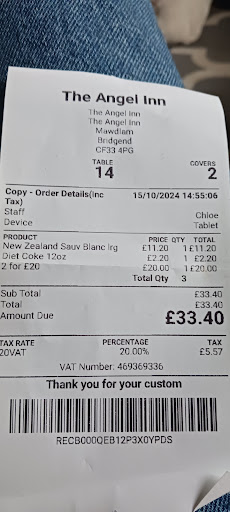 The Angel Inn
The Angel Inn
The Angel Inn
Mawdlam
Bridgend
CF33 4PG
TABLE COVERS
14 2
Copy - Order Details(Inc Tax) 15/10/2024 14:55:06
Staff Chloe
Device Tablet
PRODUCT PRICE QTY TOTAL
New Zealand Sauv Blanc lrg £11.20 1 £11.20
Diet Coke 12oz £2.20 1 £2.20
2 for £20 £20.00 1 £20.00
Total Qty 3
Sub Total £33.40
Total £33.40
Amount Due £33.40
TAX RATE PERCENTAGE TAX
20VAT 20.00% £5.57
VAT Number: 469369336
Thank you for your custom
RECB000QEB12P3X0YPDS